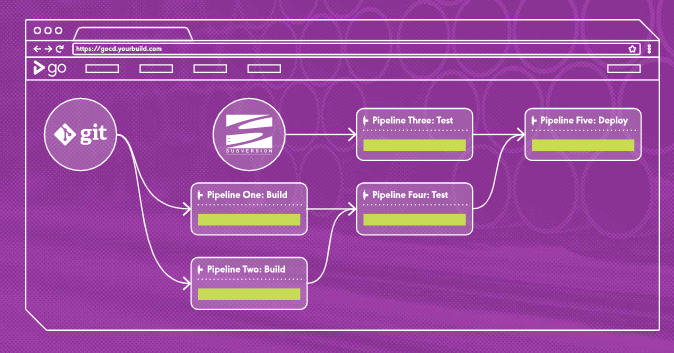 https://gocd.yourbuild.com
go
git
SUBVERSION
Pipeline Three: Test
Pipeline Five: Deploy
Pipeline One: Build
Pipeline Four: Test
Pipeline Two: Build